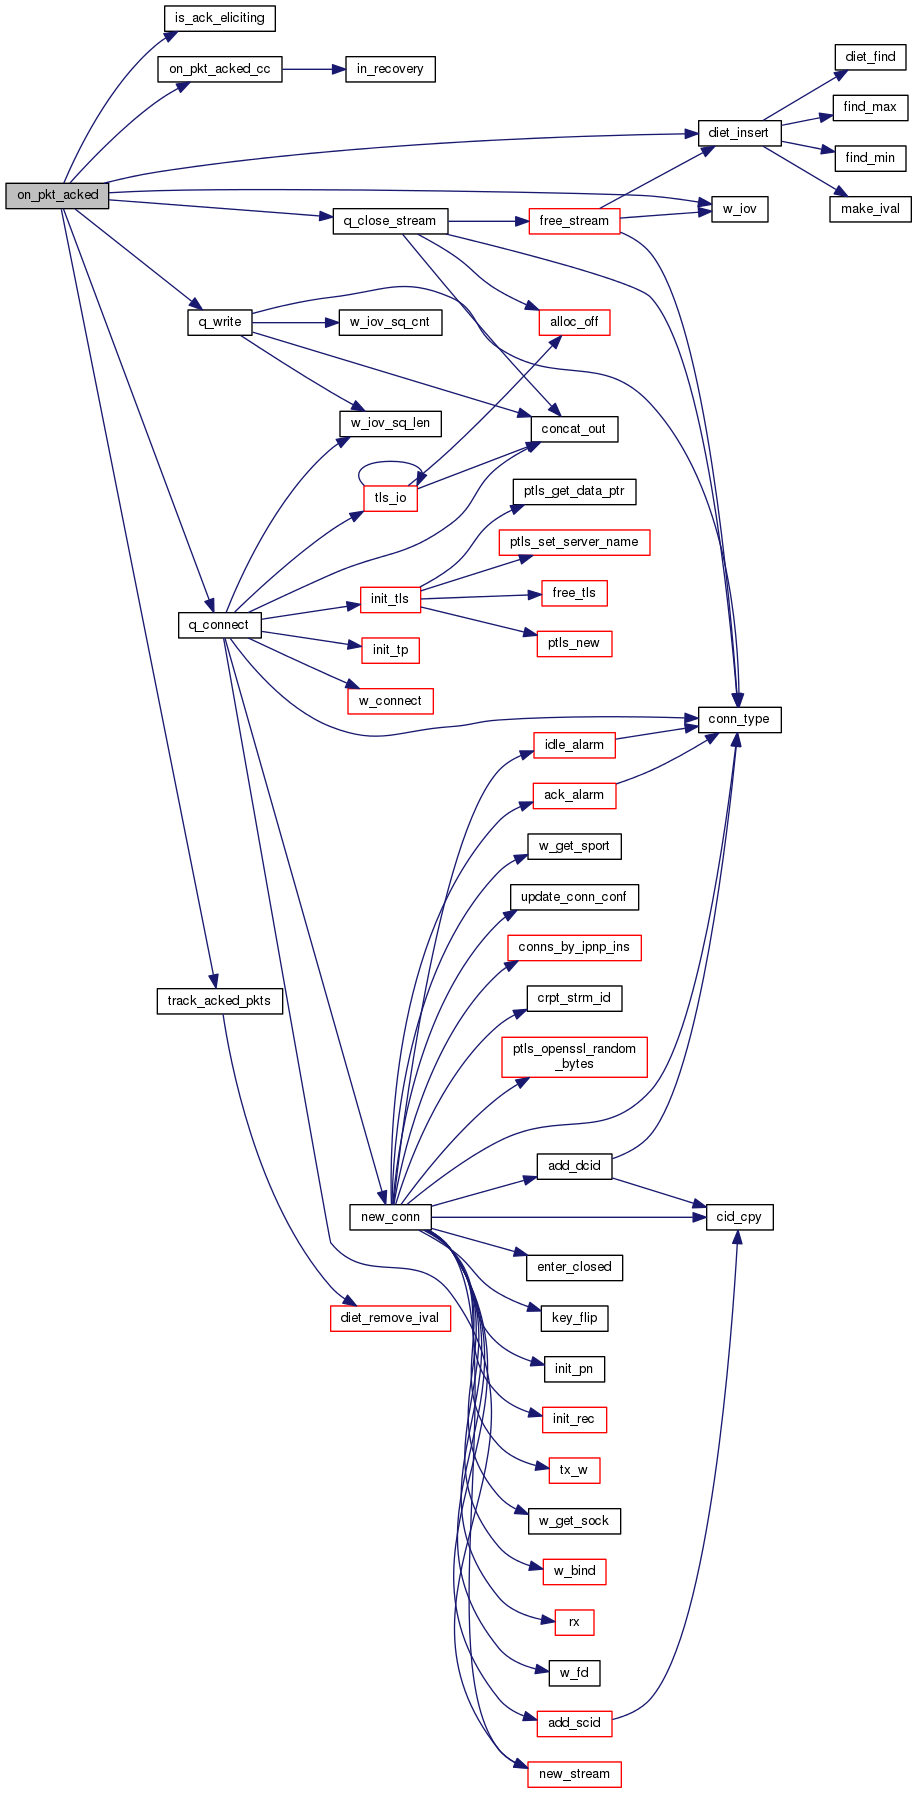 is_ack_eliciting
on_pkt_acked_cc
in_recovery
diet_find
find_max
diet_insert
find_min
on_pkt_acked
make_ival
w_iov
q_close_stream
free_stream
q_write
w_iov_sq_cnt
alloc_off
w_iov_sq_len
concat_out
tls_io
ptls_get_data_ptr
ptls_set_server_name
init_tls
free_tls
q_connect
ptls_new
init_tp
w_connect
conn_type
idle_alarm
ack_alarm
w_get_sport
update_conn_conf
conns_by_ipnp_ins
track_acked_pkts
crpt_strm_id
ptls_openssl_random
_bytes
add_dcid
new_conn
cid_cpy
enter_closed
diet_remove_ival
key_flip
init_pn
init_rec
tx_w
w_get_sock
w_bind
rx
w_fd
add_scid
new_stream